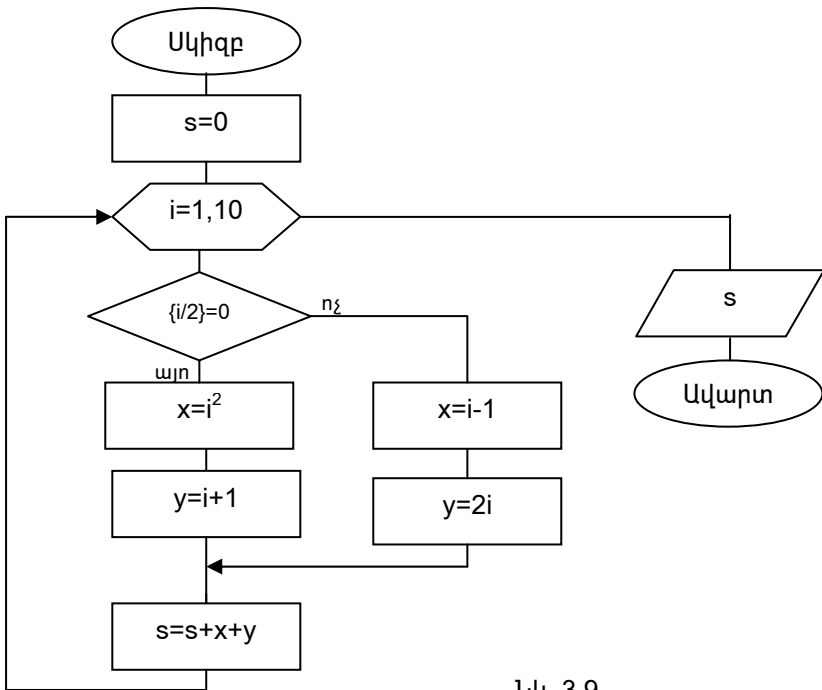 Սկիզբ
s=0
i=1,10
{i/2}=0
ոչ
այո
x=i²
y=i+1
x=i-1
y=2i
s=s+x+y
s
Ավարտ